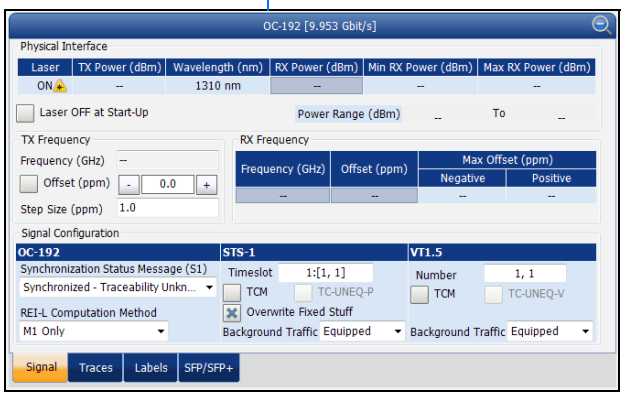 OC-192 [9.953 Gbit/s]
Physical Interface
Laser TX Power (dBm) Wavelength (nm) RX Power (dBm) Min RX Power (dBm) Max RX Power (dBm)
ON -- 1310 nm -- -- --
Laser OFF at Start-Up Power Range (dBm) -- To --
TX Frequency RX Frequency
Frequency (GHz) -- Frequency (GHz) Offset (ppm) Max Offset (ppm)
Negative Positive
Offset (ppm) - 0.0 + -- -- -- --
Step Size (ppm) 1.0
Signal Configuration
OC-192 STS-1 VT1.5
Synchronization Status Message (S1) Timeslot 1:[1, 1] Number 1, 1
Synchronized - Traceability Unkn... TCM TC-UNEQ-P TCM TC-UNEQ-V
REI-L Computation Method Overwrite Fixed Stuff
M1 Only Background Traffic Equipped Background Traffic Equipped
Signal Traces Labels SFP/SFP+